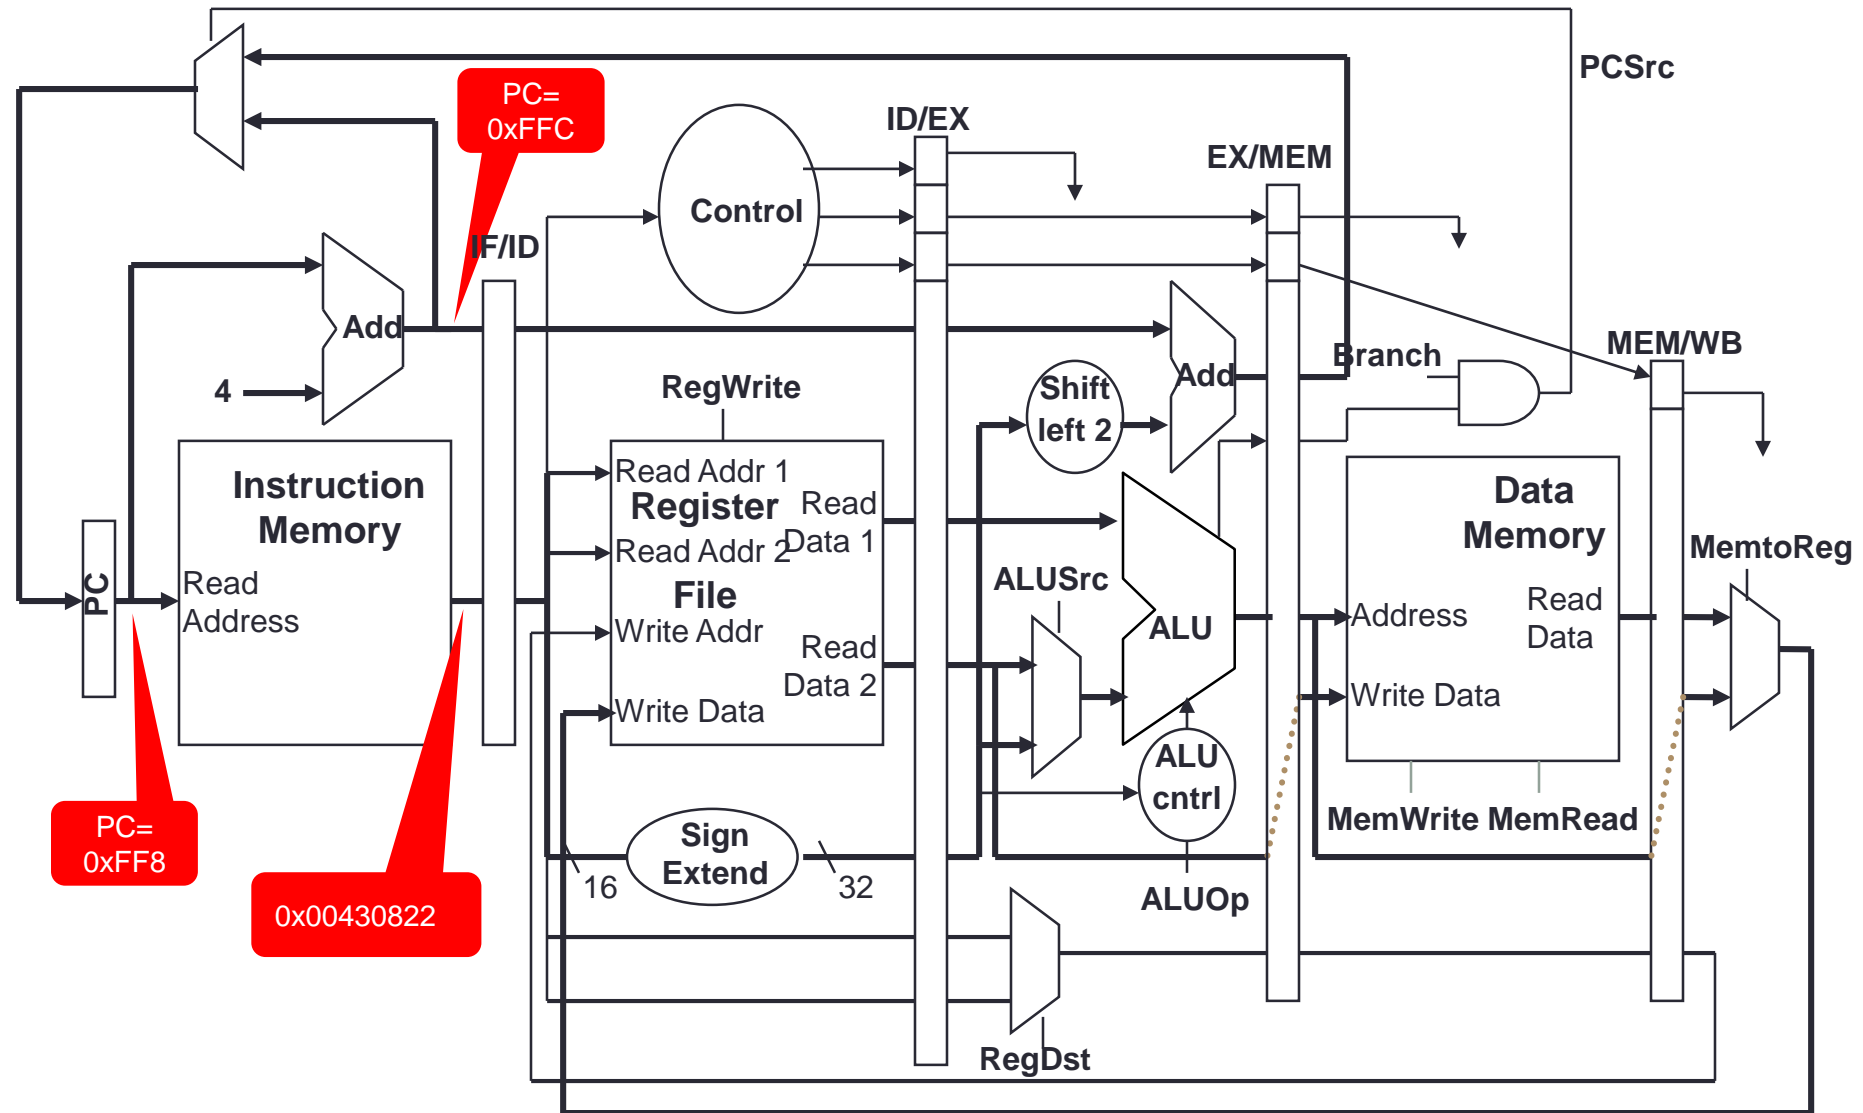 PCSrc
PC=
0xFFC
ID/EX
EX/MEM
Control
IF/ID
Add
4
RegWrite
Shift
left 2
Add
Branch
MEM/WB
Instruction
Memory
Read
Address
PC
Read Addr 1
Register
Read
Data 1
Read Addr 2
File
Write Addr
Read
Data 2
Write Data
ALUSrc
ALU
Data
Memory
Address
Read
Data
Write Data
MemtoReg
ALU
cntrl
MemWrite MemRead
PC=
0xFF8
Sign
Extend
16
32
ALUOp
0x00430822
RegDst